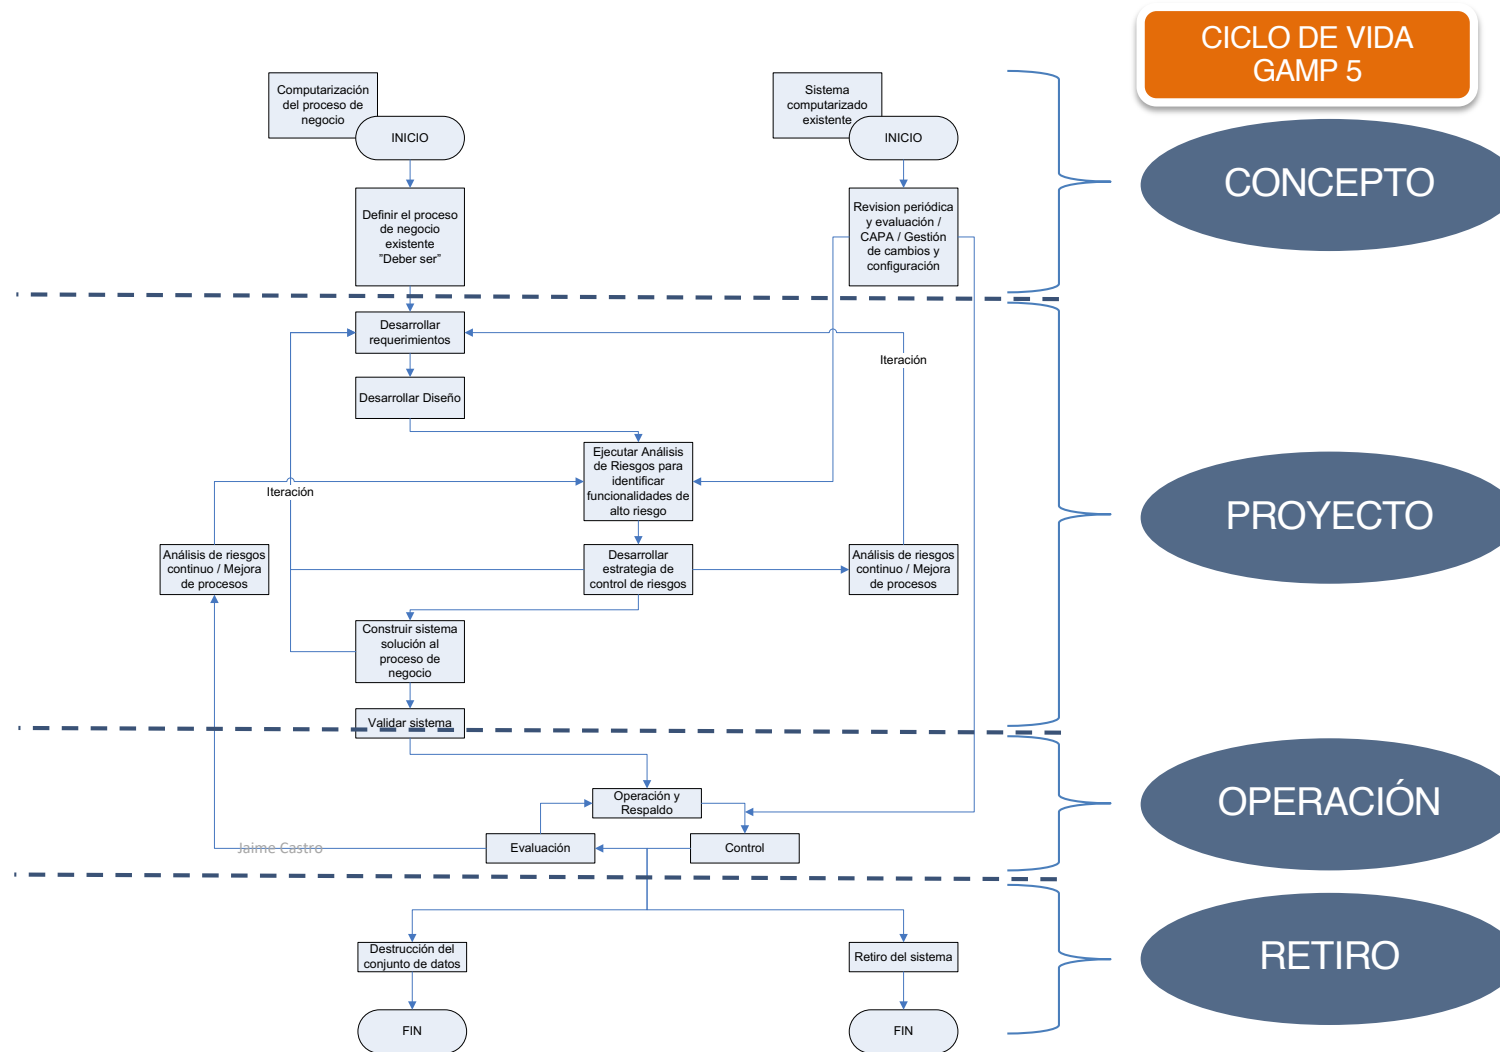 CICLO DE VIDA
GAMP 5
Computarización
del proceso de
negocio
INICIO
Sistema
computarizado
existente
INICIO
CONCEPTO
Definir el proceso
de negocio
existente
"Deber ser"
Revision periódica
y evaluación /
CAPA / Gestión
de cambios y
configuración
Desarrollar
requerimientos
Iteración
Desarrollar Diseño
Ejecutar Análisis
de Riesgos para
identificar
funcionalidades de
alto riesgo
Iteración
PROYECTO
Análisis de riesgos
continuo / Mejora
de procesos
Desarrollar
estrategia de
control de riesgos
Análisis de riesgos
continuo / Mejora
de procesos
Construir sistema
solución al
proceso de
negocio
Validar sistema
Operación y
Respaldo
OPERACIÓN
Jaime Castro
Evaluación
Control
Destrucción del
conjunto de datos
Retiro del sistema
RETIRO
FIN
FIN